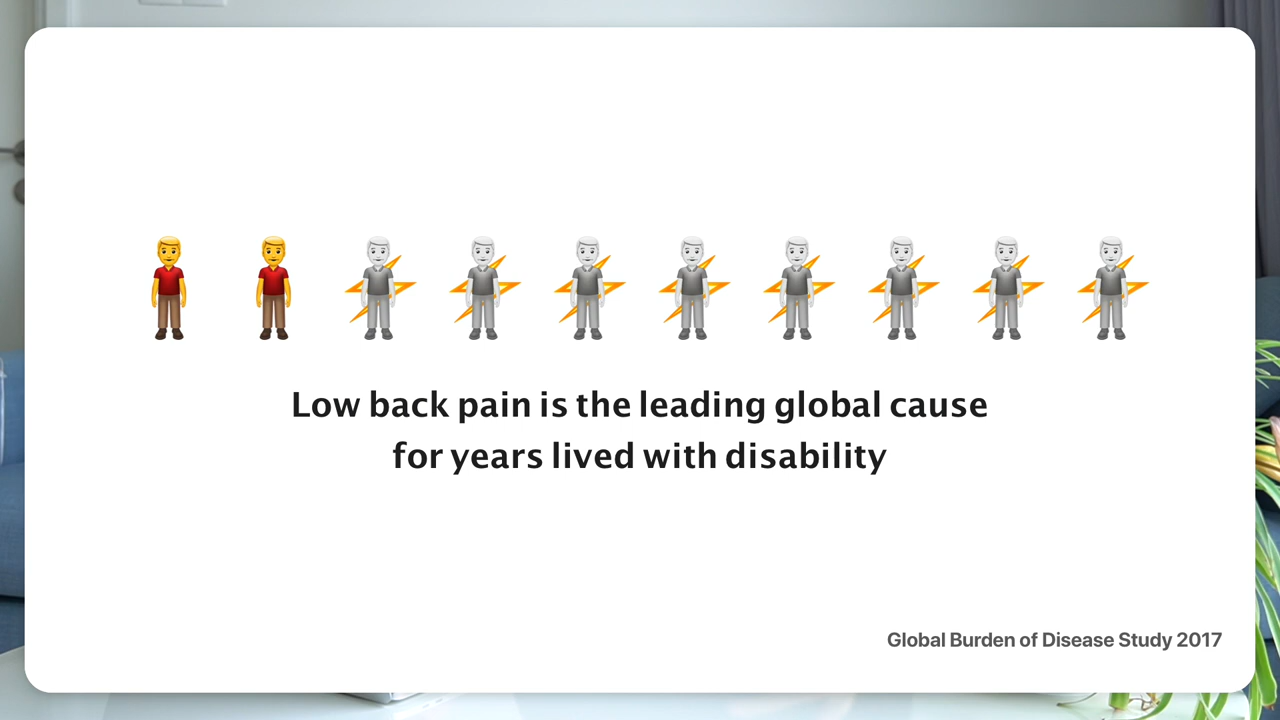 Low back pain is the leading global cause
for years lived with disability
Global Burden of Disease Study 2017